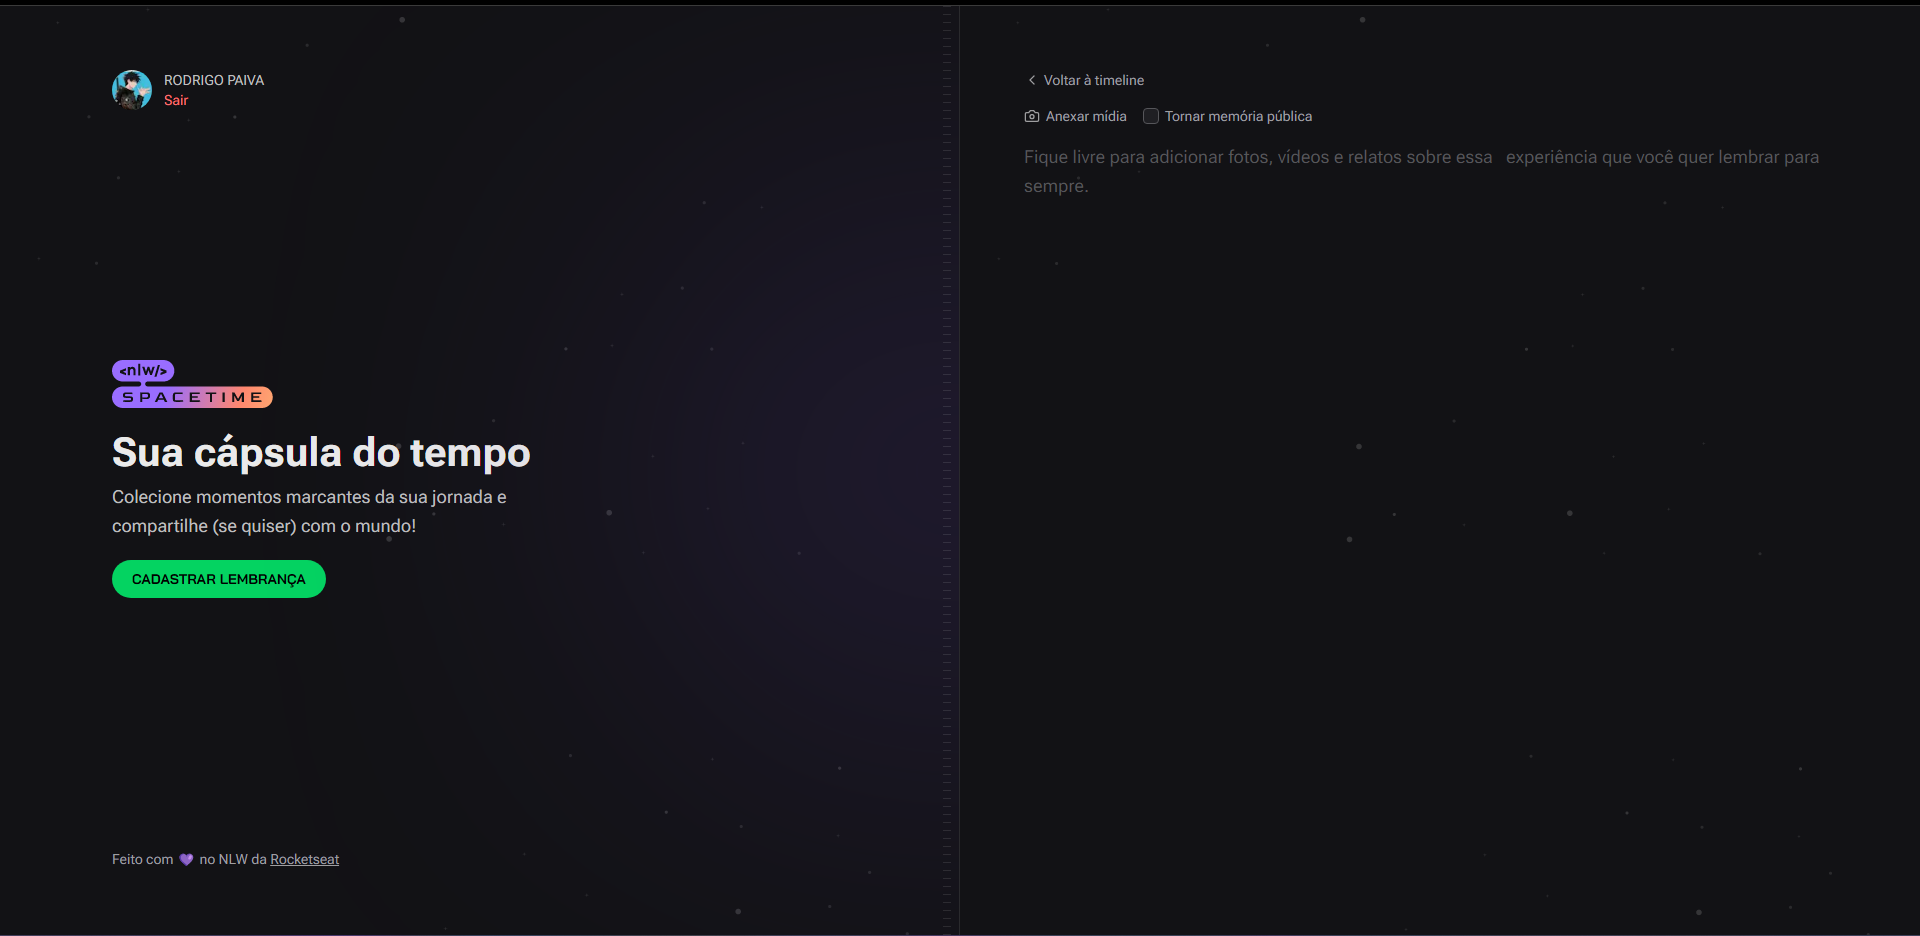 RODRIGO PAIVA
Sair
<nlw/>
SPACETIME
Sua cápsula do tempo
Colecione momentos marcantes da sua jornada e
compartilhe (se quiser) com o mundo!
CADASTRAR LEMBRANÇA
Feito com 💜 no NLW da Rocketseat
Voltar à timeline
Anexar mídia Tornar memória pública
Fique livre para adicionar fotos, vídeos e relatos sobre essa experiência que você quer lembrar para
sempre.